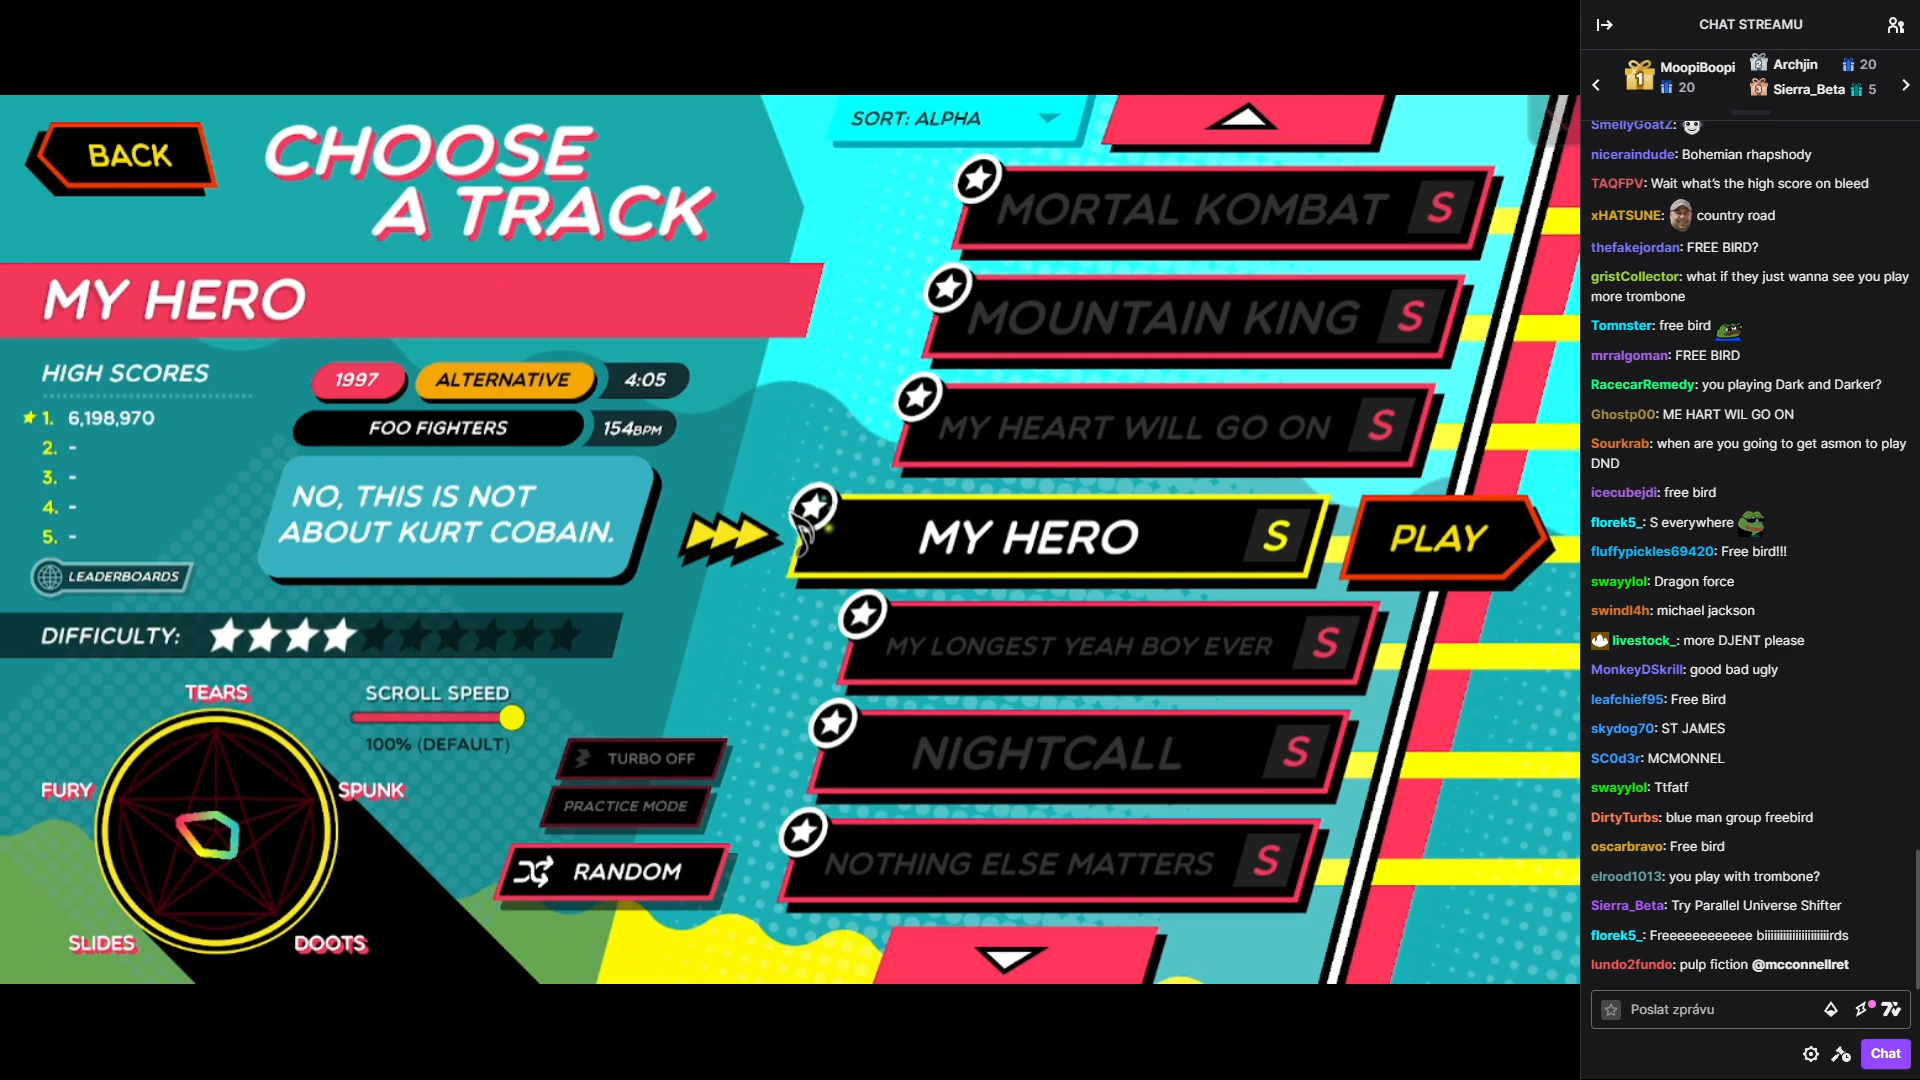 BACK
CHOOSE
A TRACK
SORT: ALPHA
MY HERO
HIGH SCORES
1. 6,198,970
2. -
3. -
4. -
5. -
LEADERBOARDS
1997
ALTERNATIVE
4:05
FOO FIGHTERS
154BPM
NO, THIS IS NOT
ABOUT KURT COBAIN.
DIFFICULTY:
TEARS
FURY
SPUNK
SLIDES
DOOTS
SCROLL SPEED
100% (DEFAULT)
TURBO OFF
PRACTICE MODE
RANDOM
MORTAL KOMBAT S
MOUNTAIN KING S
MY HEART WILL GO ON S
MY HERO S
PLAY
MY LONGEST YEAH BOY EVER S
NIGHTCALL S
NOTHING ELSE MATTERS S
CHAT STREAMU
1 MoopiBoopi
20
2 Archjin 20
3 Sierra_Beta 5
SmellyGoatZ:
niceraindude: Bohemian rhapshody
TAQFPV: Wait what's the high score on bleed
xHATSUNE: country road
thefakejordan: FREE BIRD?
gristCollector: what if they just wanna see you play
more trombone
Tomnster: free bird
mrralgoman: FREE BIRD
RacecarRemedy: you playing Dark and Darker?
Ghostp00: ME HART WIL GO ON
Sourkrab: when are you going to get asmon to play
DND
icecubejdi: free bird
florek5_: S everywhere
fluffypickles69420: Free bird!!!
swayylol: Dragon force
swindl4h: michael jackson
livestock_: more DJENT please
MonkeyDSkrill: good bad ugly
leafchief95: Free Bird
skydog70: ST JAMES
SC0d3r: MCMONNEL
swayylol: Ttfatf
DirtyTurbs: blue man group freebird
oscarbravo: Free bird
elrood1013: you play with trombone?
Sierra_Beta: Try Parallel Universe Shifter
florek5_: Freeeeeeeeeeee biiiiiiiiiiiiiiiiiiiirds
lundo2fundo: pulp fiction @mcconnellret
Poslat zprávu
Chat